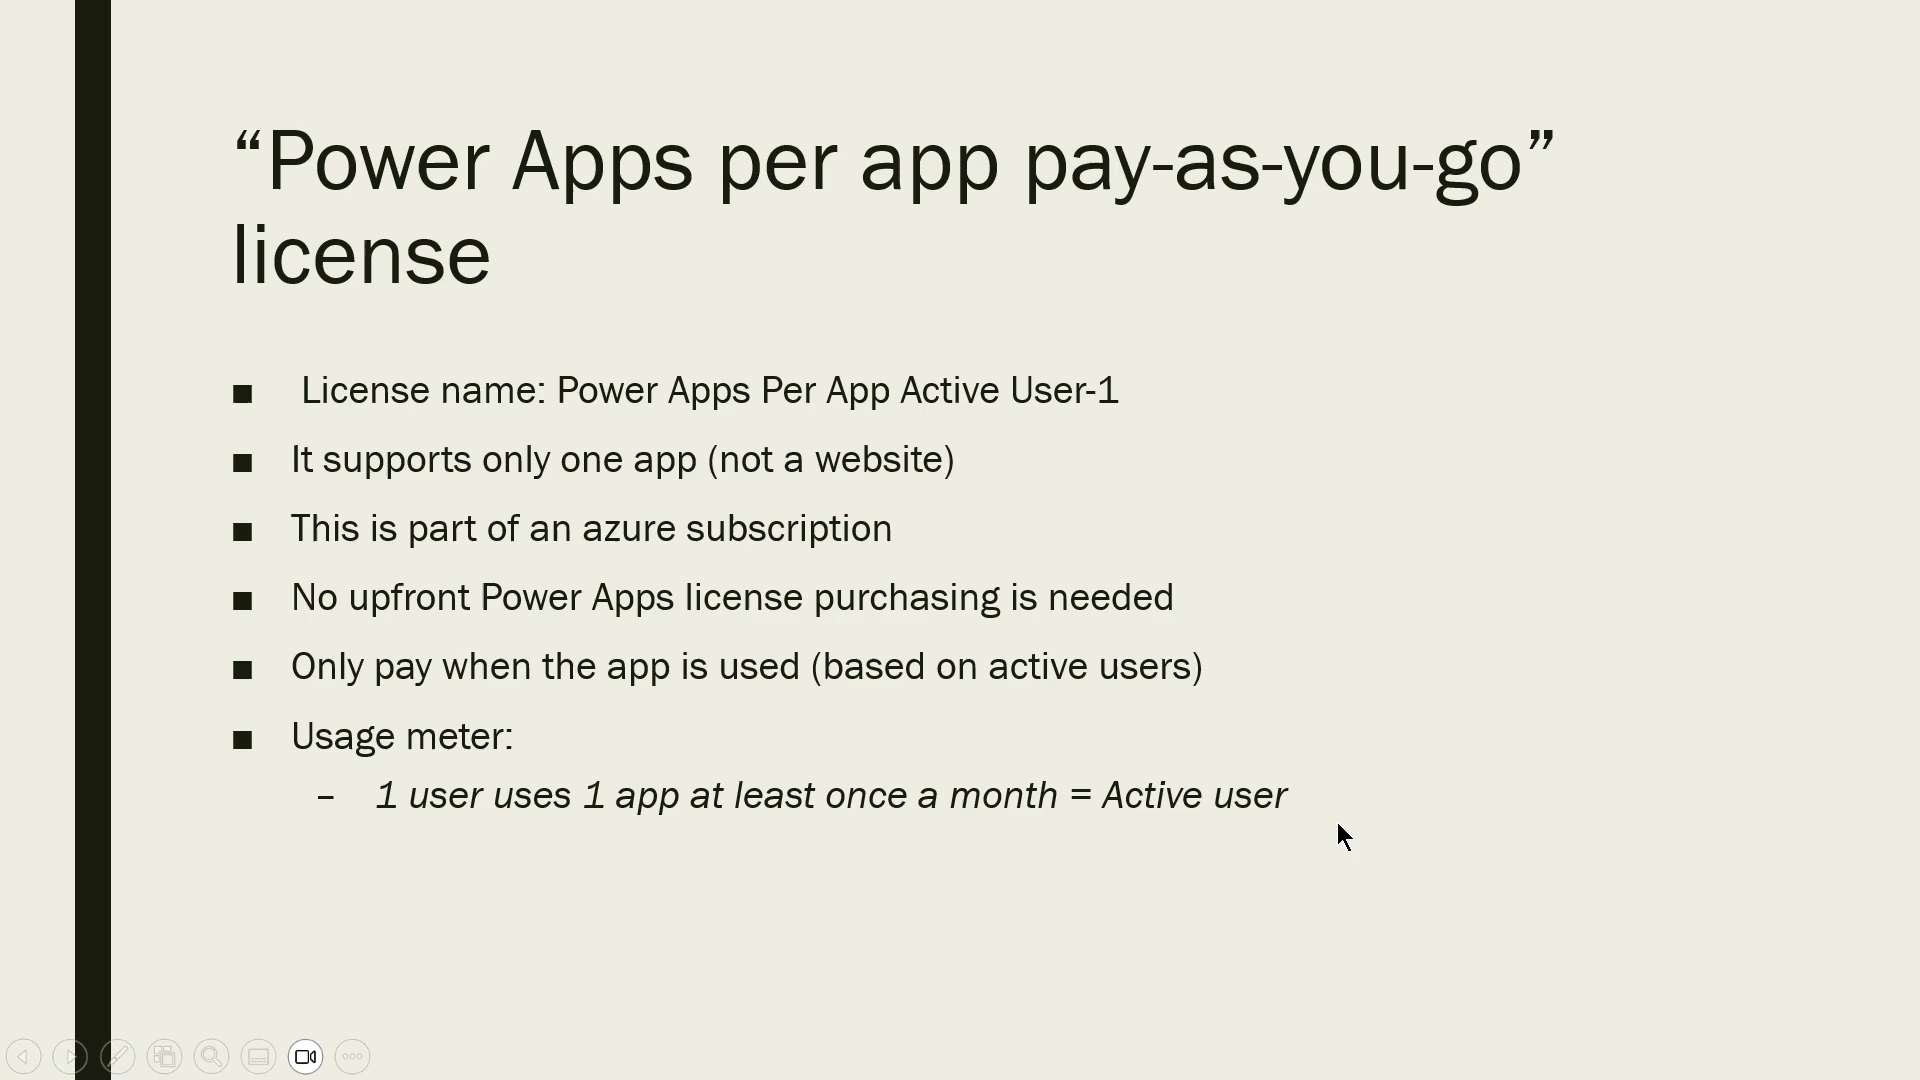 “Power Apps per app pay-as-you-go”
license
■ License name: Power Apps Per App Active User-1
■ It supports only one app (not a website)
■ This is part of an azure subscription
■ No upfront Power Apps license purchasing is needed
■ Only pay when the app is used (based on active users)
■ Usage meter:
– 1 user uses 1 app at least once a month = Active user